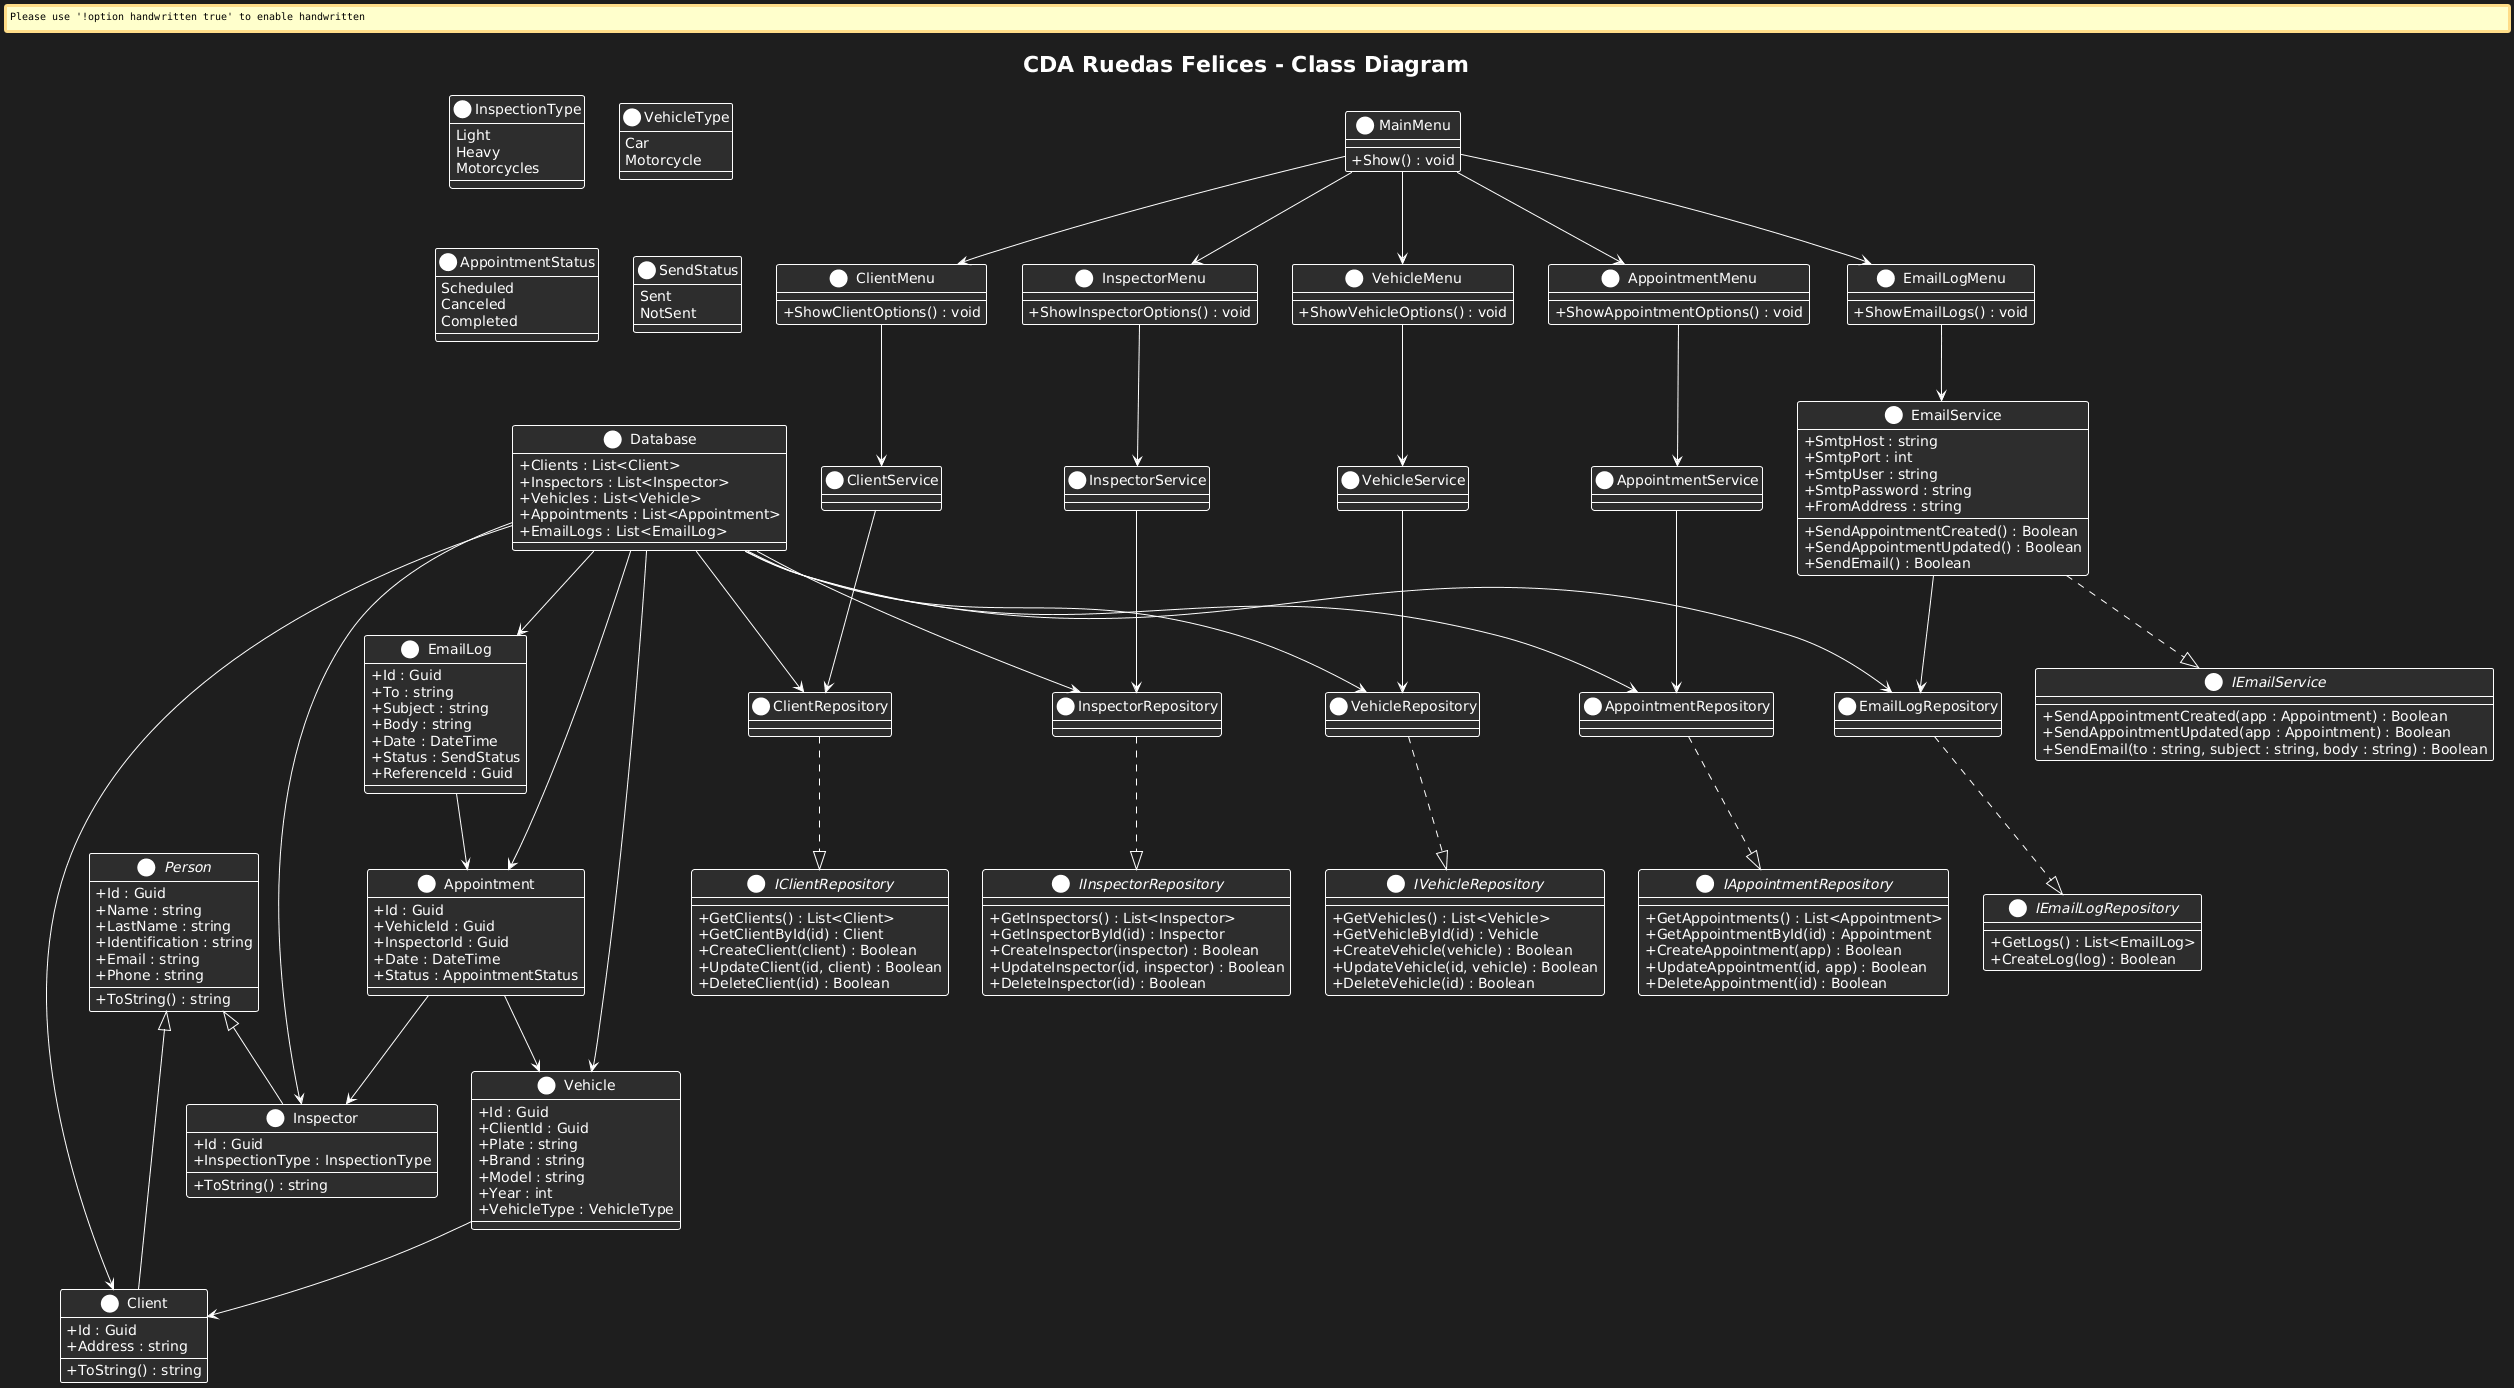 Please use '!option handwritten true' to enable handwritten
CDA Ruedas Felices - Class Diagram
InspectionType
Light
Heavy
Motorcycles
VehicleType
Car
Motorcycle
MainMenu
+Show() : void
AppointmentStatus
Scheduled
Canceled
Completed
SendStatus
Sent
NotSent
ClientMenu
+ShowClientOptions() : void
InspectorMenu
+ShowInspectorOptions() : void
VehicleMenu
+ShowVehicleOptions() : void
AppointmentMenu
+ShowAppointmentOptions() : void
EmailLogMenu
+ShowEmailLogs() : void
Database
+Clients : List<Client>
+Inspectors : List<Inspector>
+Vehicles : List<Vehicle>
+Appointments : List<Appointment>
+EmailLogs : List<EmailLog>
ClientService
InspectorService
VehicleService
AppointmentService
EmailService
+SmtpHost : string
+SmtpPort : int
+SmtpUser : string
+SmtpPassword : string
+FromAddress : string
+SendAppointmentCreated() : Boolean
+SendAppointmentUpdated() : Boolean
+SendEmail() : Boolean
EmailLog
+Id : Guid
+To : string
+Subject : string
+Body : string
+Date : DateTime
+Status : SendStatus
+ReferenceId : Guid
ClientRepository
InspectorRepository
VehicleRepository
AppointmentRepository
EmailLogRepository
IEmailService
+SendAppointmentCreated(app : Appointment) : Boolean
+SendAppointmentUpdated(app : Appointment) : Boolean
+SendEmail(to : string, subject : string, body : string) : Boolean
Person
+Id : Guid
+Name : string
+LastName : string
+Identification : string
+Email : string
+Phone : string
+ToString() : string
Appointment
+Id : Guid
+VehicleId : Guid
+InspectorId : Guid
+Date : DateTime
+Status : AppointmentStatus
IClientRepository
+GetClients() : List<Client>
+GetClientById(id) : Client
+CreateClient(client) : Boolean
+UpdateClient(id, client) : Boolean
+DeleteClient(id) : Boolean
IInspectorRepository
+GetInspectors() : List<Inspector>
+GetInspectorById(id) : Inspector
+CreateInspector(inspector) : Boolean
+UpdateInspector(id, inspector) : Boolean
+DeleteInspector(id) : Boolean
IVehicleRepository
+GetVehicles() : List<Vehicle>
+GetVehicleById(id) : Vehicle
+CreateVehicle(vehicle) : Boolean
+UpdateVehicle(id, vehicle) : Boolean
+DeleteVehicle(id) : Boolean
IAppointmentRepository
+GetAppointments() : List<Appointment>
+GetAppointmentById(id) : Appointment
+CreateAppointment(app) : Boolean
+UpdateAppointment(id, app) : Boolean
+DeleteAppointment(id) : Boolean
IEmailLogRepository
+GetLogs() : List<EmailLog>
+CreateLog(log) : Boolean
Inspector
+Id : Guid
+InspectionType : InspectionType
+ToString() : string
Vehicle
+Id : Guid
+ClientId : Guid
+Plate : string
+Brand : string
+Model : string
+Year : int
+VehicleType : VehicleType
Client
+Id : Guid
+Address : string
+ToString() : string